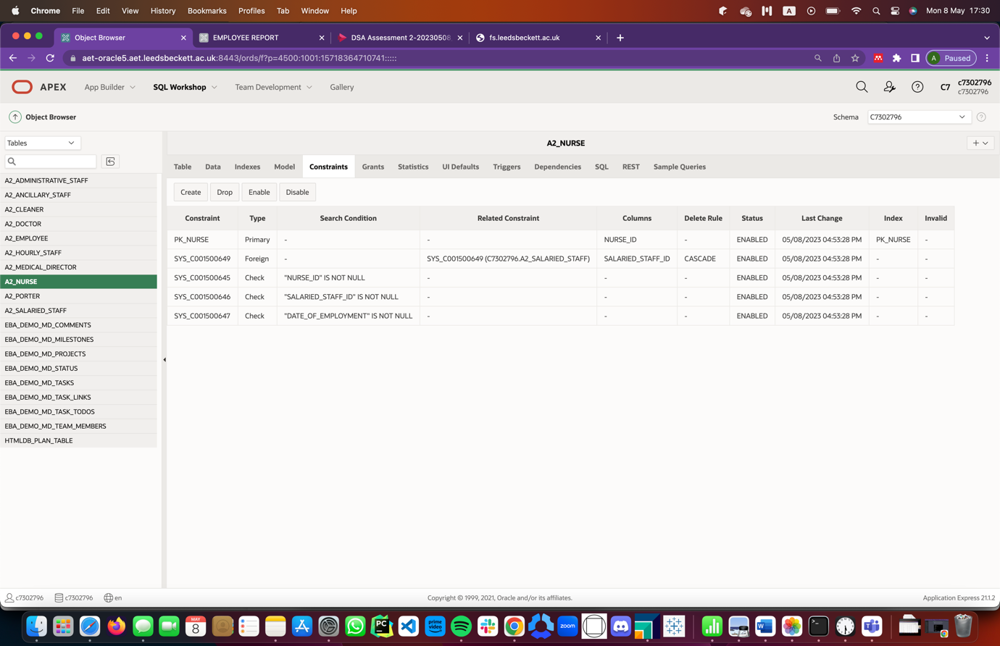 Chrome File Edit View History Bookmarks Profiles Tab Window Help A Mon 8 May 17:30
Object Browser EMPLOYEE REPORT DSA Assessment 2-20230508 fs.leedsbeckett.ac.uk
aet-oracle5.aet.leedsbeckett.ac.uk:8443/ords/f?p=4500:1001:15718364710741::::: A Paused
APEX App Builder SQL Workshop Team Development Gallery C7 c7302796
c7302796
Object Browser Schema C7302796
Tables A2_NURSE
Table Data Indexes Model Constraints Grants Statistics UI Defaults Triggers Dependencies SQL REST Sample Queries
Create Drop Enable Disable
Constraint Type Search Condition Related Constraint Columns Delete Rule Status Last Change Index Invalid
PK_NURSE Primary - - NURSE_ID - ENABLED 05/08/2023 04:53:28 PM PK_NURSE -
SYS_C001500649 Foreign - SYS_C001500649 (C7302796.A2_SALARIED_STAFF) SALARIED_STAFF_ID CASCADE ENABLED 05/08/2023 04:53:28 PM - -
SYS_C001500645 Check "NURSE_ID" IS NOT NULL - - - ENABLED 05/08/2023 04:53:28 PM - -
SYS_C001500646 Check "SALARIED_STAFF_ID" IS NOT NULL - - - ENABLED 05/08/2023 04:53:28 PM - -
SYS_C001500647 Check "DATE_OF_EMPLOYMENT" IS NOT NULL - - - ENABLED 05/08/2023 04:53:28 PM - -
A2_ADMINISTRATIVE_STAFF
A2_ANCILLARY_STAFF
A2_CLEANER
A2_DOCTOR
A2_EMPLOYEE
A2_HOURLY_STAFF
A2_MEDICAL_DIRECTOR
A2_NURSE
A2_PORTER
A2_SALARIED_STAFF
EBA_DEMO_MD_COMMENTS
EBA_DEMO_MD_MILESTONES
EBA_DEMO_MD_PROJECTS
EBA_DEMO_MD_STATUS
EBA_DEMO_MD_TASKS
EBA_DEMO_MD_TASK_LINKS
EBA_DEMO_MD_TASK_TODOS
EBA_DEMO_MD_TEAM_MEMBERS
HTMLDB_PLAN_TABLE
c7302796 c7302796 en Copyright © 1999, 2021, Oracle and/or its affiliates. Application Express 21.1.2
MAY
8 PC prime video zoom W